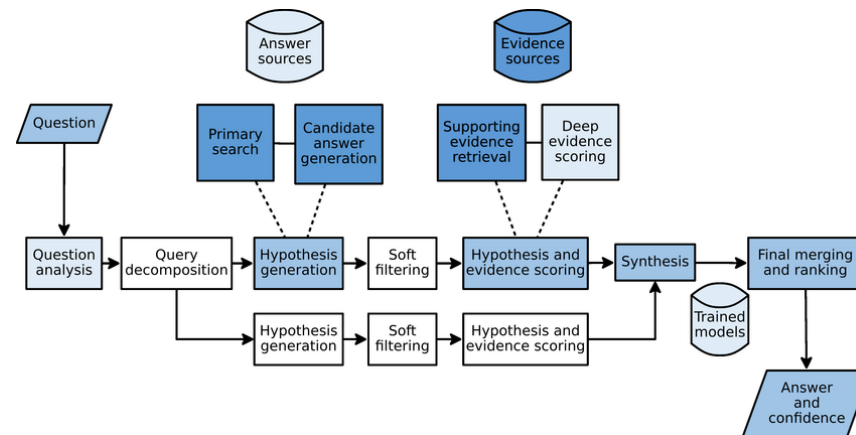 Answer
sources
Evidence
sources
Question
Primary
search
Candidate
answer
generation
Supporting
evidence
retrieval
Deep
evidence
scoring
Question
analysis
Query
decomposition
Hypothesis
generation
Soft
filtering
Hypothesis and
evidence scoring
Synthesis
Final merging
and ranking
Trained
models
Hypothesis
generation
Soft
filtering
Hypothesis and
evidence scoring
Answer
and
confidence